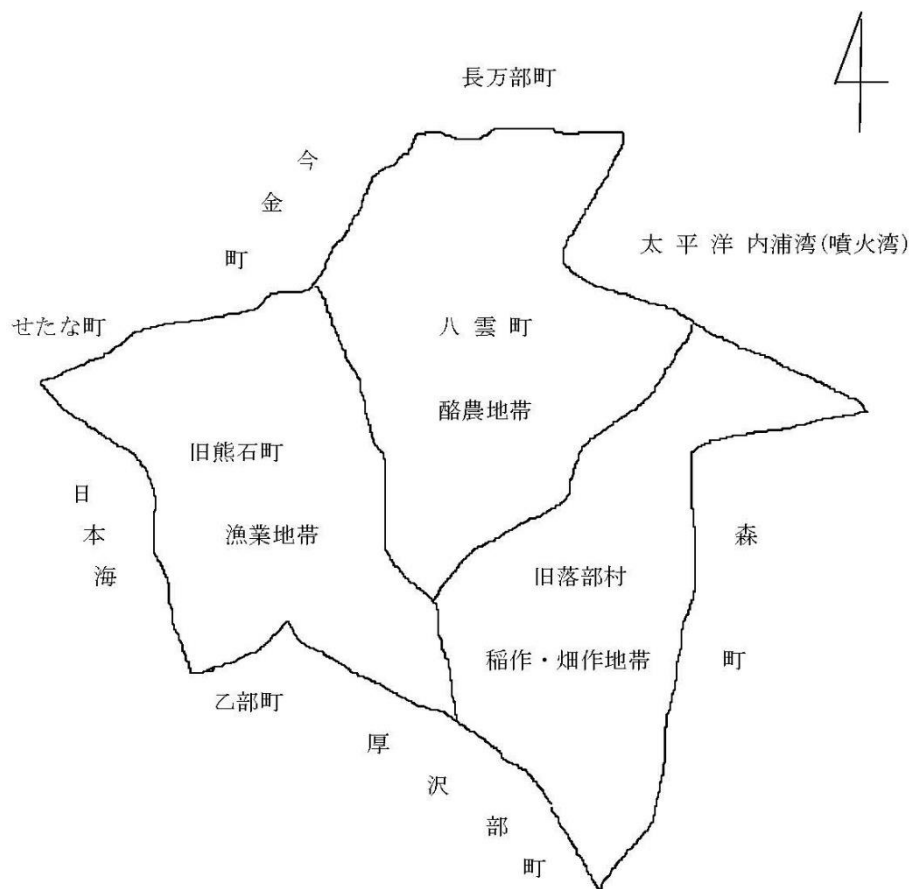 長万部町
今金町
太 平 洋 内浦湾(噴火湾)
せたな町
八 雲 町
酪農地帯
旧熊石町
日本海
漁業地帯
森町
旧落部村
稲作・畑作地帯
乙部町
厚沢部町